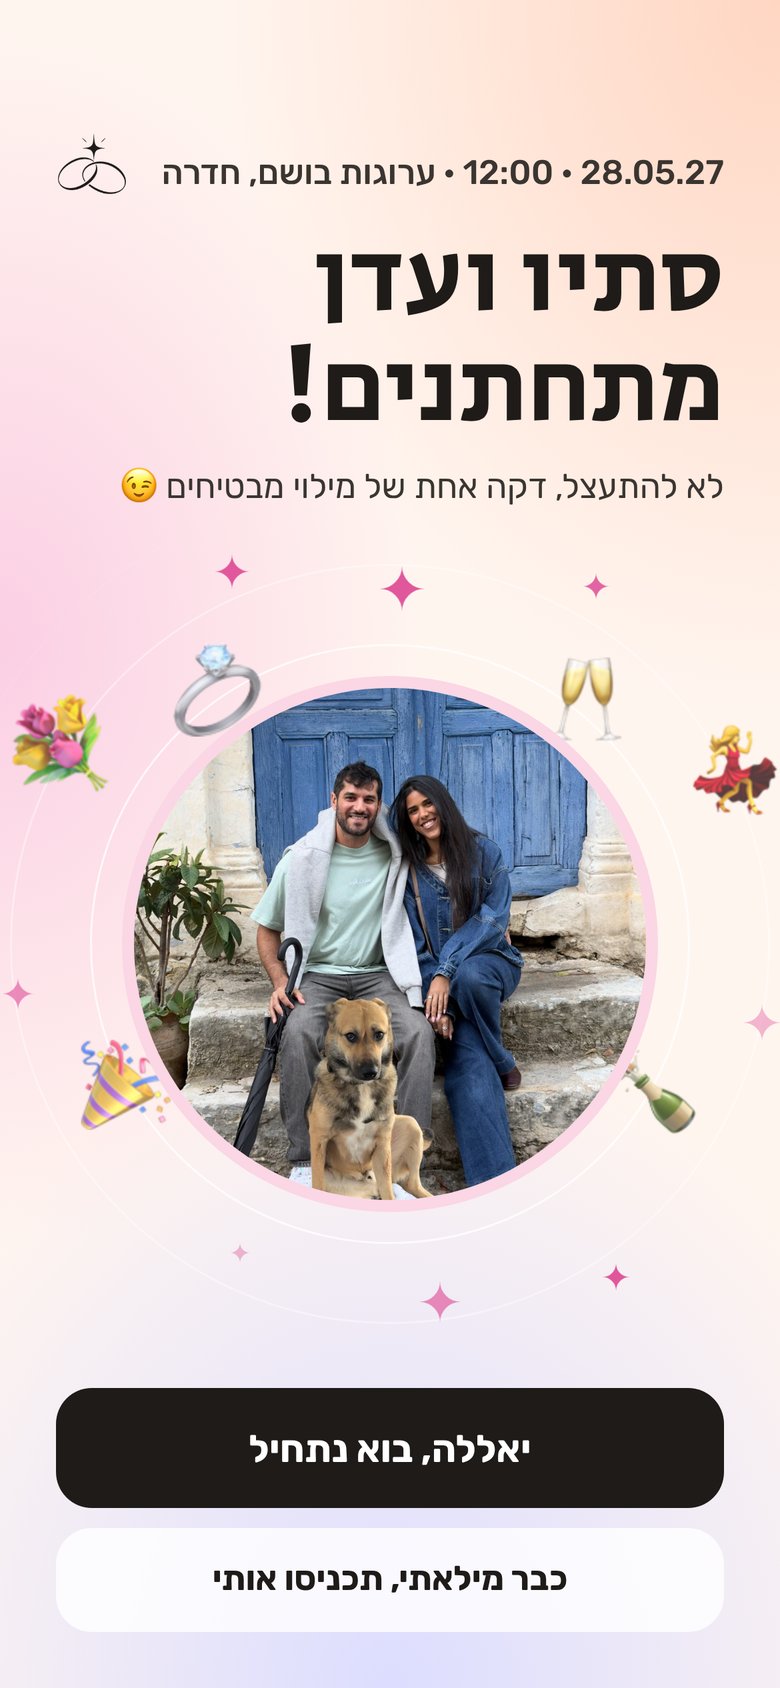 28.05.27 • 12:00 • ערוגות בושם, חדרה
סתיו ועדן
מתחתנים!
לא להתעצל, דקה אחת של מילוי מבטיחים 😉
יאללה, בוא נתחיל
כבר מילאתי, תכניסו אותי